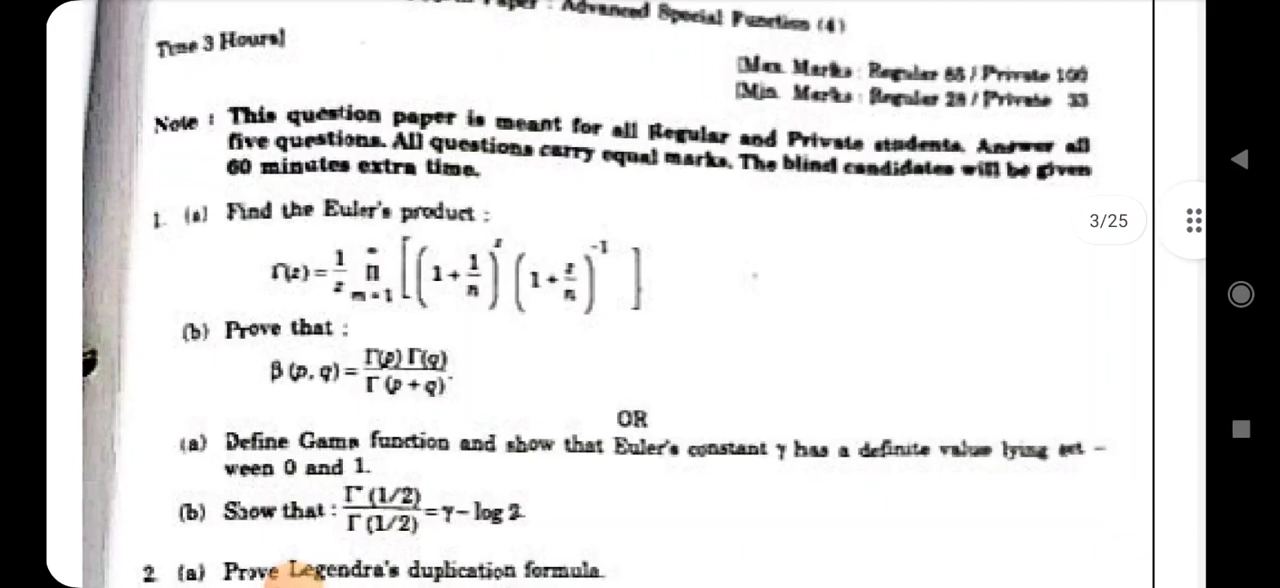 Paper : Advanced Special Function (4)
Time 3 Hours]
[Max. Marks : Regular 85 / Private 100
[Min. Marks : Regular 28 / Private 33
Note : This question paper is meant for all Regular and Private students. Answer all
five questions. All questions carry equal marks. The blind candidates will be given
60 minutes extra time.
3/25
1. (a) Find the Euler's product :
Γ(z) = 1/z ∞ Π m = 1 [ (1 + 1/n)^z (1 + z/n)^-1 ]
(b) Prove that :
β (p, q) = Γ(p) Γ(q) / Γ (p + q) .
OR
(a) Define Gama function and show that Euler's constant γ has a definite value lying bet -
ween 0 and 1.
(b) Show that : Γ' (1/2) / Γ (1/2) = γ – log 2
2 (a) Prove Legendra's duplication formula.